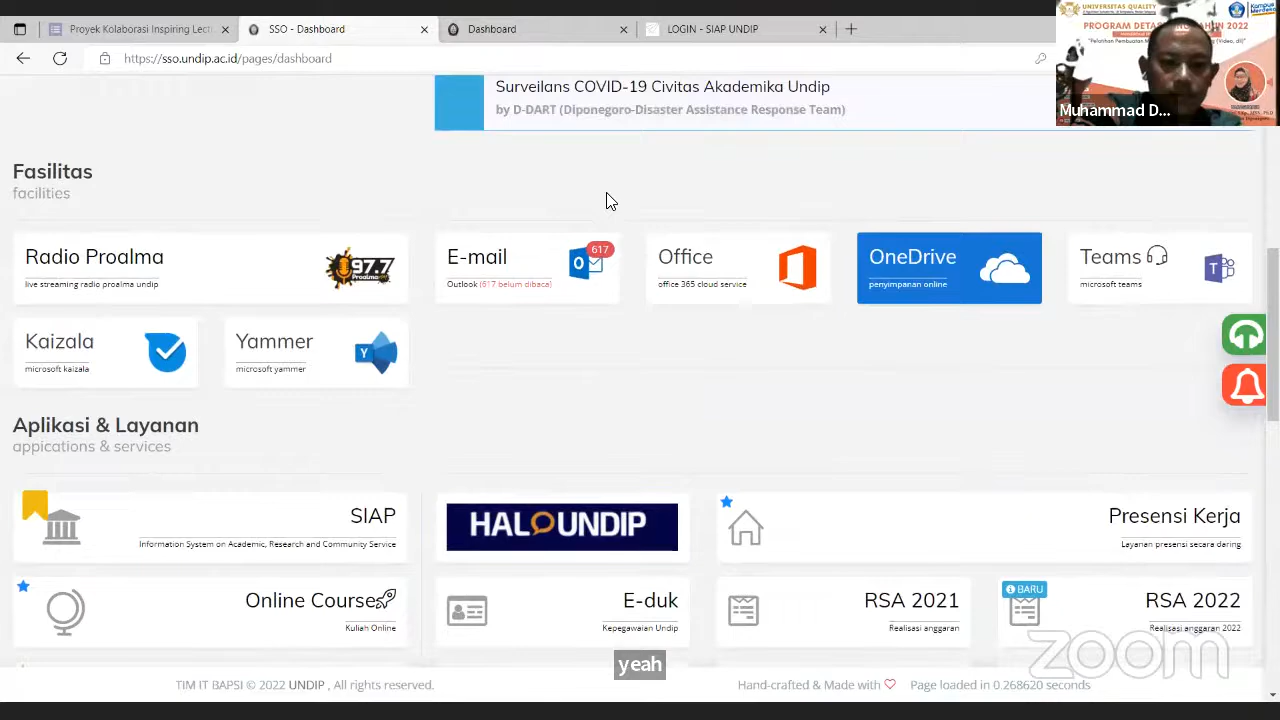 Proyek Kolaborasi Inspiring Lect
SSO - Dashboard
Dashboard
LOGIN - SIAP UNDIP
https://sso.undip.ac.id/pages/dashboard
UNIVERSITAS QUALITY
Kampus
Merdeka
Muhammad D...
Surveilans COVID-19 Civitas Akademika Undip
by D-DART (Diponegoro-Disaster Assistance Response Team)
Fasilitas
facilities
Radio Proalma
live streaming radio proalma undip
97.7
Proalma
E-mail
Outlook (617 belum dibaca)
617
Office
office 365 cloud service
OneDrive
penyimpanan online
Teams
microsoft teams
Kaizala
microsoft kaizala
Yammer
microsoft yammer
Aplikasi & Layanan
appications & services
SIAP
Information System on Academic, Research and Community Service
HALOUNDIP
Presensi Kerja
Layanan presensi secara daring
Online Course
Kuliah Online
E-duk
Kepegawaian Undip
RSA 2021
Realisasi anggaran
BARU
RSA 2022
Realisasi anggaran 2022
zoom
yeah
TIM IT BAPSI © 2022 UNDIP , All rights reserved.
Hand-crafted & Made with
Page loaded in 0.268620 seconds